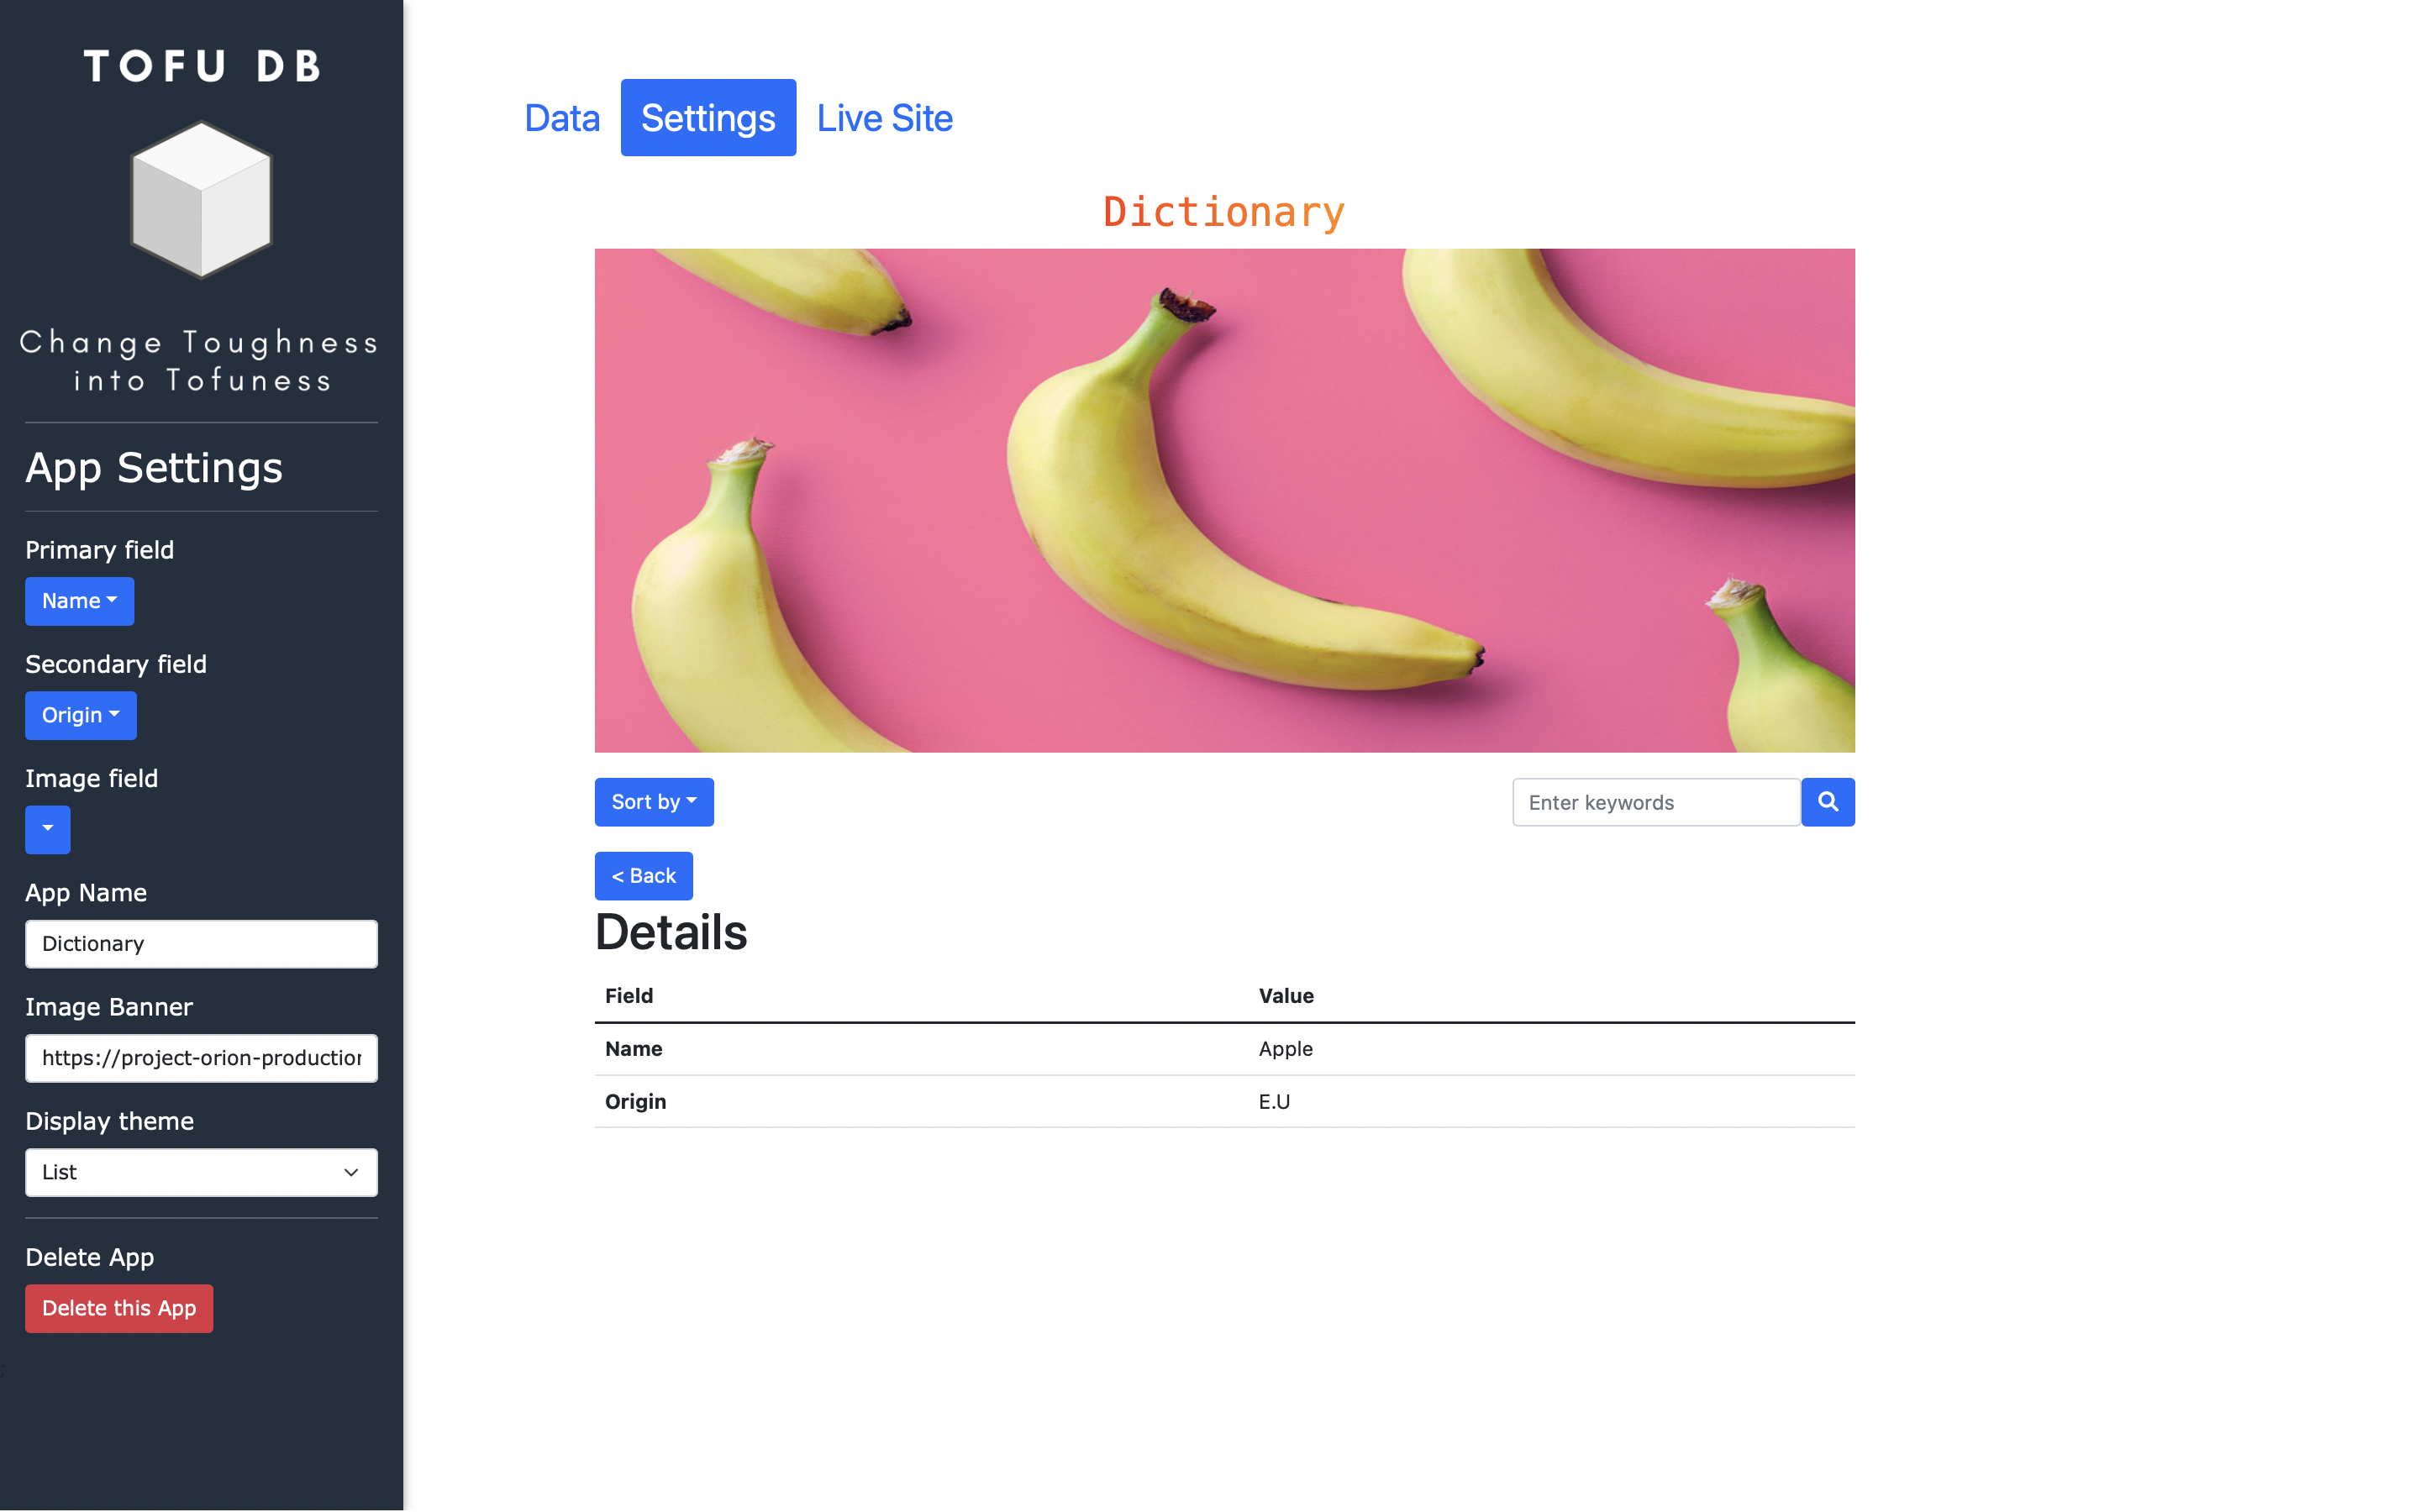 TOFU DB
Change Toughness
into Tofuness
App Settings
Primary field
Name
Secondary field
Origin
Image field
App Name
Dictionary
Image Banner
https://project-orion-production
Display theme
List
Delete App
Delete this App
Data Settings Live Site
Dictionary
Sort by
Enter keywords
< Back
Details
Field Value
Name Apple
Origin E.U